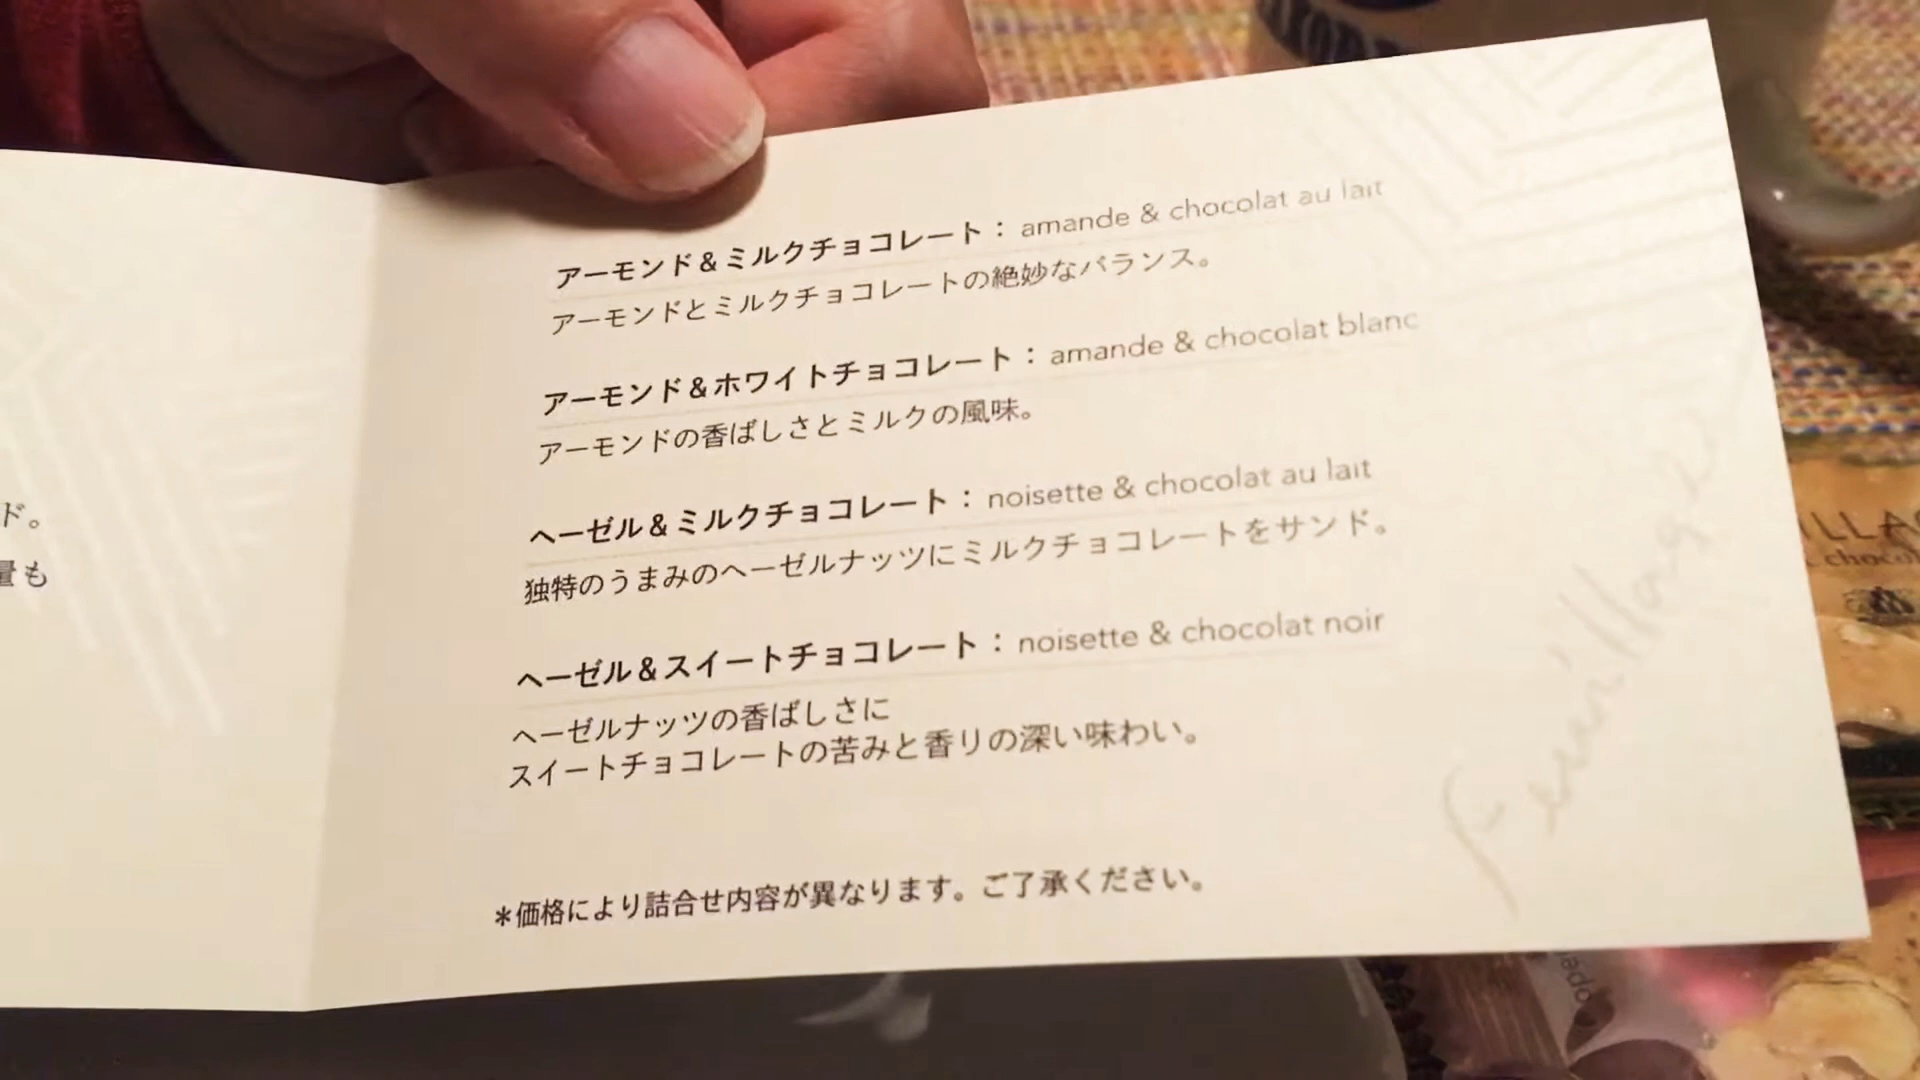 ド。
量も
アーモンド&ミルクチョコレート：amande & chocolat au lait
アーモンドとミルクチョコレートの絶妙なバランス。
アーモンド&ホワイトチョコレート：amande & chocolat blanc
アーモンドの香ばしさとミルクの風味。
ヘーゼル&ミルクチョコレート：noisette & chocolat au lait
独特のうまみのヘーゼルナッツにミルクチョコレートをサンド。
ヘーゼル&スイートチョコレート：noisette & chocolat noir
ヘーゼルナッツの香ばしさに
スイートチョコレートの苦みと香りの深い味わい。
＊価格により詰合せ内容が異なります。ご了承ください。
Feuillage